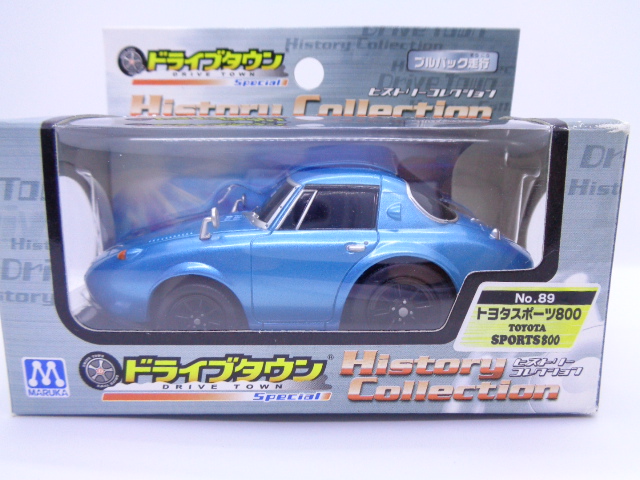 ドライブタウン
DRIVE TOWN
Special
プルバック走行
History Collection
ヒストリーコレクション
History Collection
No.89
トヨタスポーツ800
TOYOTA
SPORTS800
M
MARUKA
ドライブタウン®
DRIVE TOWN
Special
History
Collection
ヒストリー
コレクション